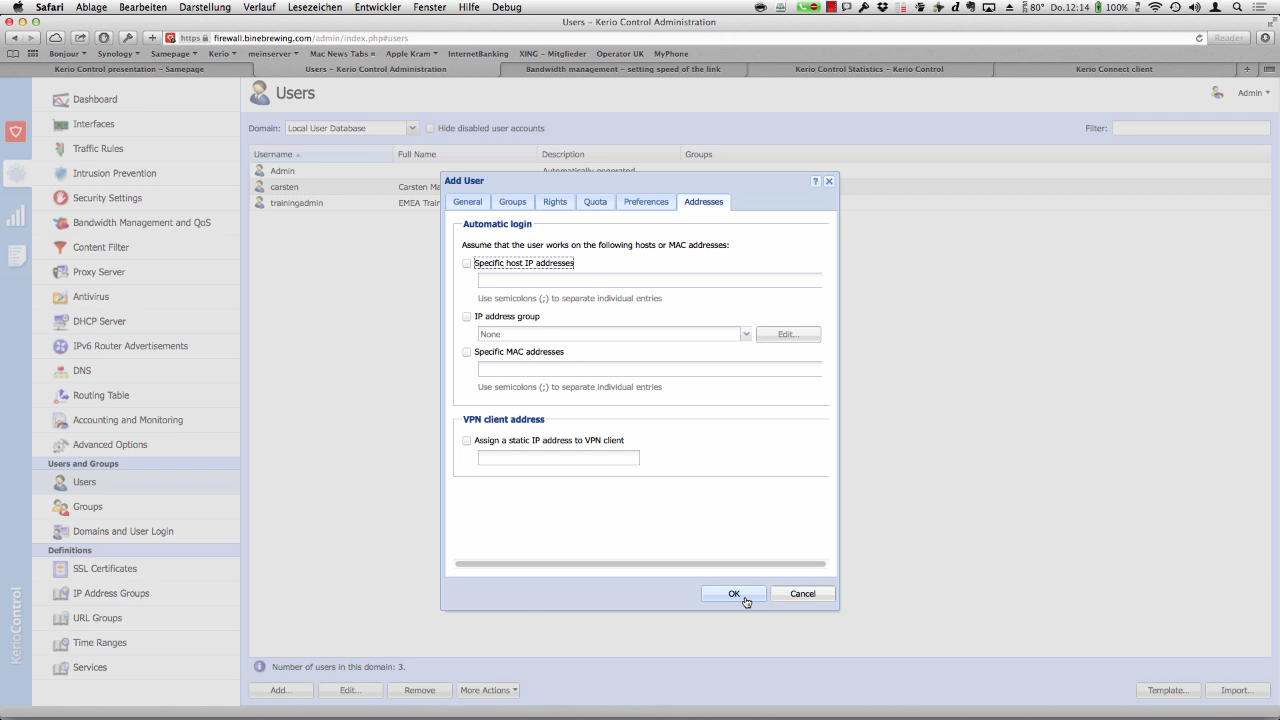 Safari Ablage Bearbeiten Darstellung Verlauf Lesezeichen Entwickler Fenster Hilfe Debug 80° Do.12:14 100%
Users – Kerio Control Administration
https firewall.binebrewing.com/admin/index.php#users Reader
Bonjour Synology Samepage Kerio meinserver Mac News Tabs Apple Kram InternetBanking XING – Mitglieder Operator UK MyPhone
Kerio Control presentation – Samepage Users – Kerio Control Administration Bandwidth management – setting speed of the link Kerio Control Statistics – Kerio Control Kerio Connect client
Dashboard
Interfaces
Traffic Rules
Intrusion Prevention
Security Settings
Bandwidth Management and QoS
Content Filter
Proxy Server
Antivirus
DHCP Server
IPv6 Router Advertisements
DNS
Routing Table
Accounting and Monitoring
Advanced Options
Users and Groups
Users
Groups
Domains and User Login
Definitions
SSL Certificates
IP Address Groups
URL Groups
Time Ranges
Services
KerioControl
Users
Admin
Domain: Local User Database Hide disabled user accounts Filter:
Username Full Name Description Groups
Admin Automatically generated
carsten Carsten Ma
trainingadmin EMEA Train
Add User ?
General Groups Rights Quota Preferences Addresses
Automatic login
Assume that the user works on the following hosts or MAC addresses:
Specific host IP addresses
Use semicolons (;) to separate individual entries
IP address group
None Edit...
Specific MAC addresses
Use semicolons (;) to separate individual entries
VPN client address
Assign a static IP address to VPN client
OK Cancel
Number of users in this domain: 3.
Add... Edit... Remove More Actions Template... Import...